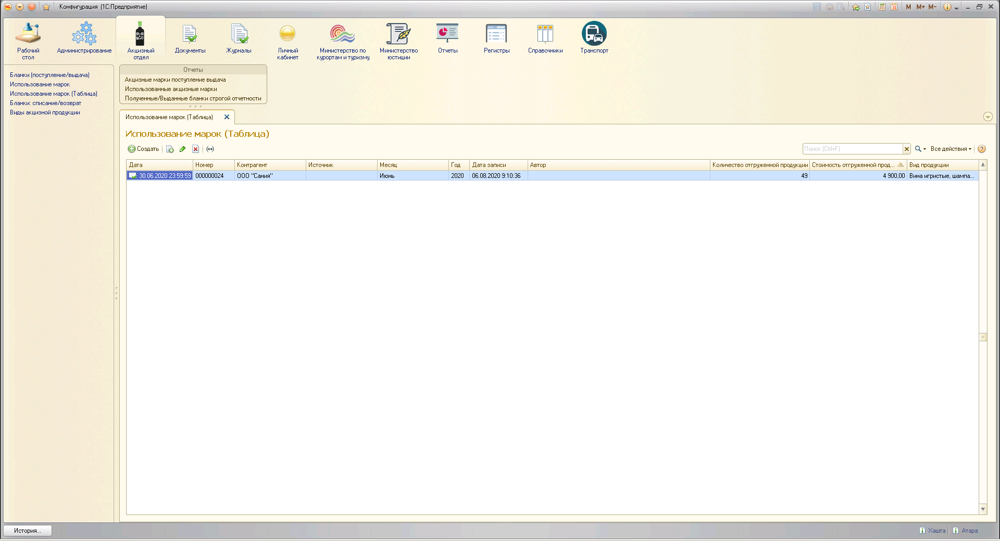 Конфигурация (1С:Предприятие)
M M+ M-
Рабочий стол
Администрирование
Акцизный отдел
Документы
Журналы
Личный кабинет
Министерство по курортам и туризму
Министерство юстиции
Отчеты
Регистры
Справочники
Транспорт
Бланки (поступление/выдача)
Использование марок
Использование марок (Таблица)
Бланки: списание/возврат
Виды акцизной продукции
Отчеты
Акцизные марки поступление выдача
Использованные акцизные марки
Полученные/Выданные бланки строгой отчетности
Использование марок (Таблица)
Использование марок (Таблица)
Создать
Поиск (Ctrl+F)
Все действия
Дата Номер Контрагент Источник Месяц Год Дата записи Автор Количество отгруженной продукции Стоимость отгруженной прод... Вид продукции
30.06.2020 23:59:59 000000024 ООО "Сания" Июнь 2020 06.08.2020 9:10:36 49 4 900,00 Вина игристые, шампа...
История...
Хашта
Атара